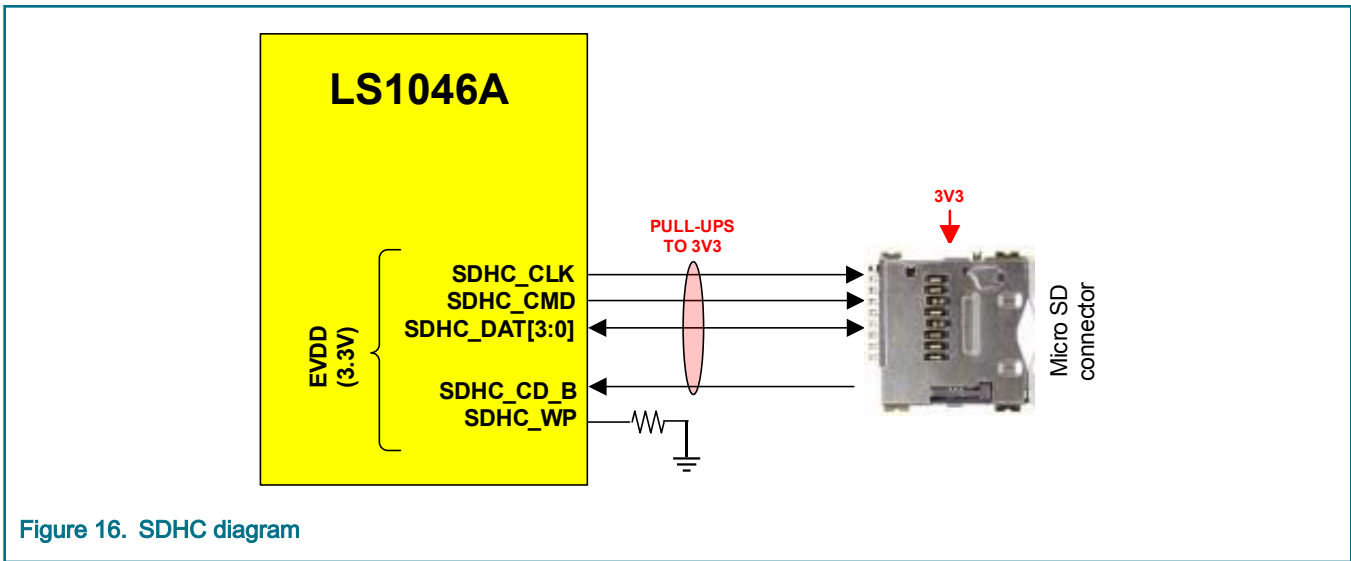 LS1046A
3V3
PULL-UPS
TO 3V3
SDHC_CLK
SDHC_CMD
SDHC_DAT[3:0]
EVDD
(3.3V)
SDHC_CD_B
SDHC_WP
Micro SD
connector
Figure 16. SDHC diagram